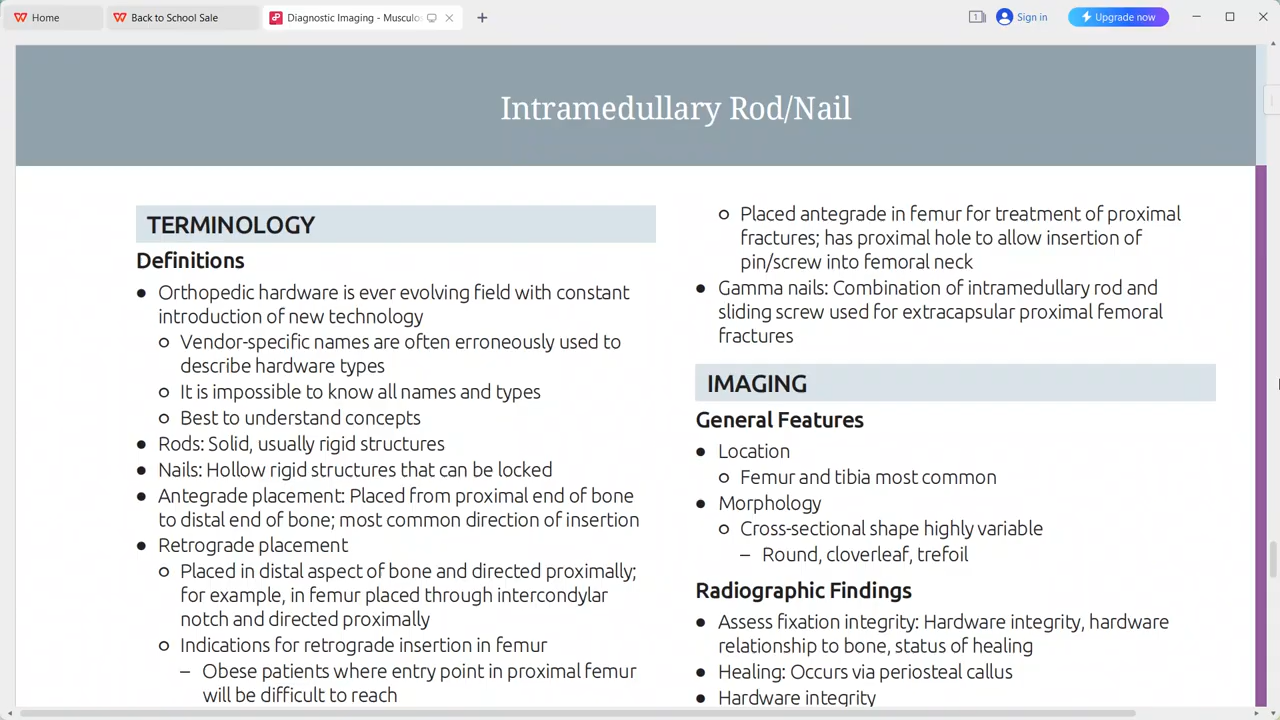 Home
Back to School Sale
Diagnostic Imaging - Musculo
1
Sign in
Upgrade now
Intramedullary Rod/Nail
TERMINOLOGY
Definitions
● Orthopedic hardware is ever evolving field with constant
introduction of new technology
○ Vendor-specific names are often erroneously used to
describe hardware types
○ It is impossible to know all names and types
○ Best to understand concepts
● Rods: Solid, usually rigid structures
● Nails: Hollow rigid structures that can be locked
● Antegrade placement: Placed from proximal end of bone
to distal end of bone; most common direction of insertion
● Retrograde placement
○ Placed in distal aspect of bone and directed proximally;
for example, in femur placed through intercondylar
notch and directed proximally
○ Indications for retrograde insertion in femur
– Obese patients where entry point in proximal femur
will be difficult to reach
○ Placed antegrade in femur for treatment of proximal
fractures; has proximal hole to allow insertion of
pin/screw into femoral neck
● Gamma nails: Combination of intramedullary rod and
sliding screw used for extracapsular proximal femoral
fractures
IMAGING
General Features
● Location
○ Femur and tibia most common
● Morphology
○ Cross-sectional shape highly variable
– Round, cloverleaf, trefoil
Radiographic Findings
● Assess fixation integrity: Hardware integrity, hardware
relationship to bone, status of healing
● Healing: Occurs via periosteal callus
● Hardware integrity